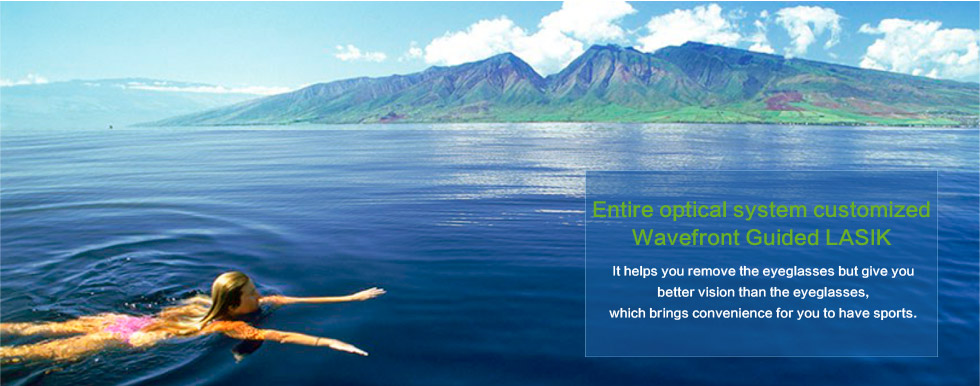 Entire optical system customized
Wavefront Guided LASIK
It helps you remove the eyeglasses but give you
better vision than the eyeglasses,
which brings convenience for you to have sports.